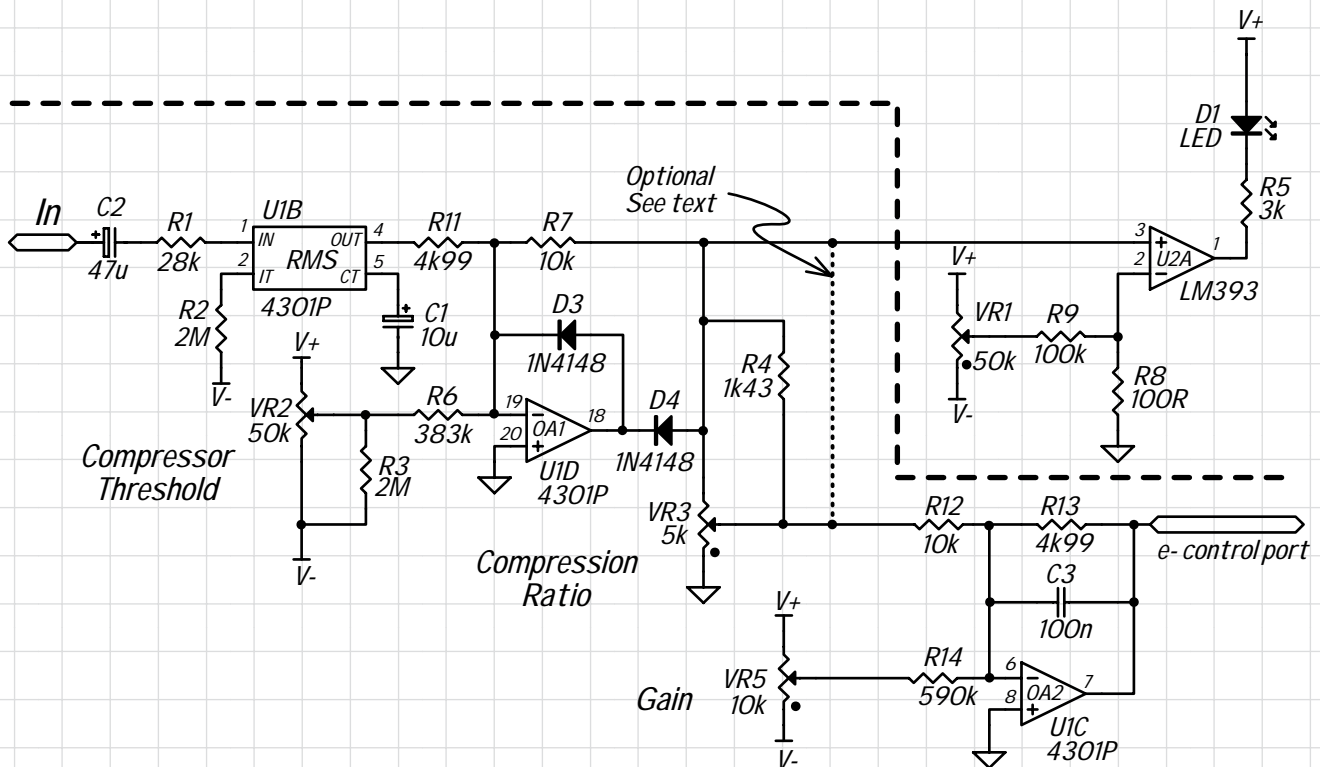 V+
D1
LED
R5
3k
Optional
See text
In
C2
47u
R1
28k
U1B
1
IN
OUT
4
2
IT
RMS
CT
5
4301P
R11
4k99
R7
10k
R2
2M
V-
C1
10u
D3
1N4148
V+
VR2
50k
R6
383k
R3
2M
V-
19
20
−
+
OA1
18
U1D
4301P
D4
1N4148
R4
1k43
Compressor
Threshold
VR3
5k
Compression
Ratio
V+
VR1
50k
V-
R9
100k
R8
100R
3
2
+
−
U2A
1
LM393
R12
10k
R13
4k99
e- control port
C3
100n
V+
VR5
10k
V-
Gain
R14
590k
6
8
−
+
OA2
7
U1C
4301P